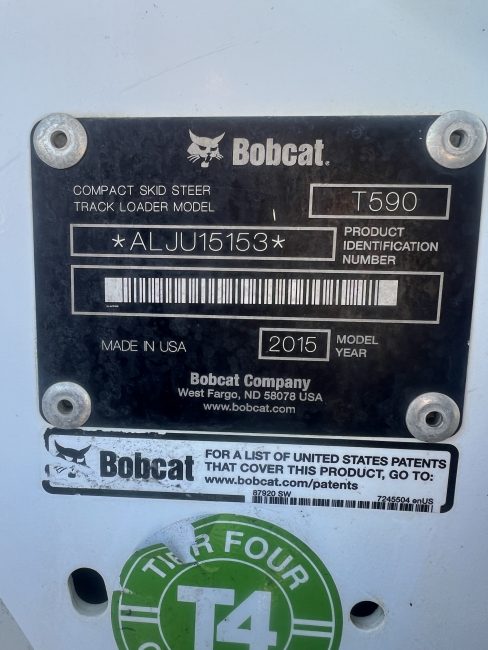 Bobcat®
COMPACT SKID STEER
TRACK LOADER MODEL
T590
*ALJU15153*
PRODUCT
IDENTIFICATION
NUMBER
MADE IN USA
2015
MODEL
YEAR
Bobcat Company
West Fargo, ND 58078 USA
www.bobcat.com
Bobcat
FOR A LIST OF UNITED STATES PATENTS
THAT COVER THIS PRODUCT, GO TO:
www.bobcat.com/patents
87920 SW
7245504 enUS
FOUR
T4